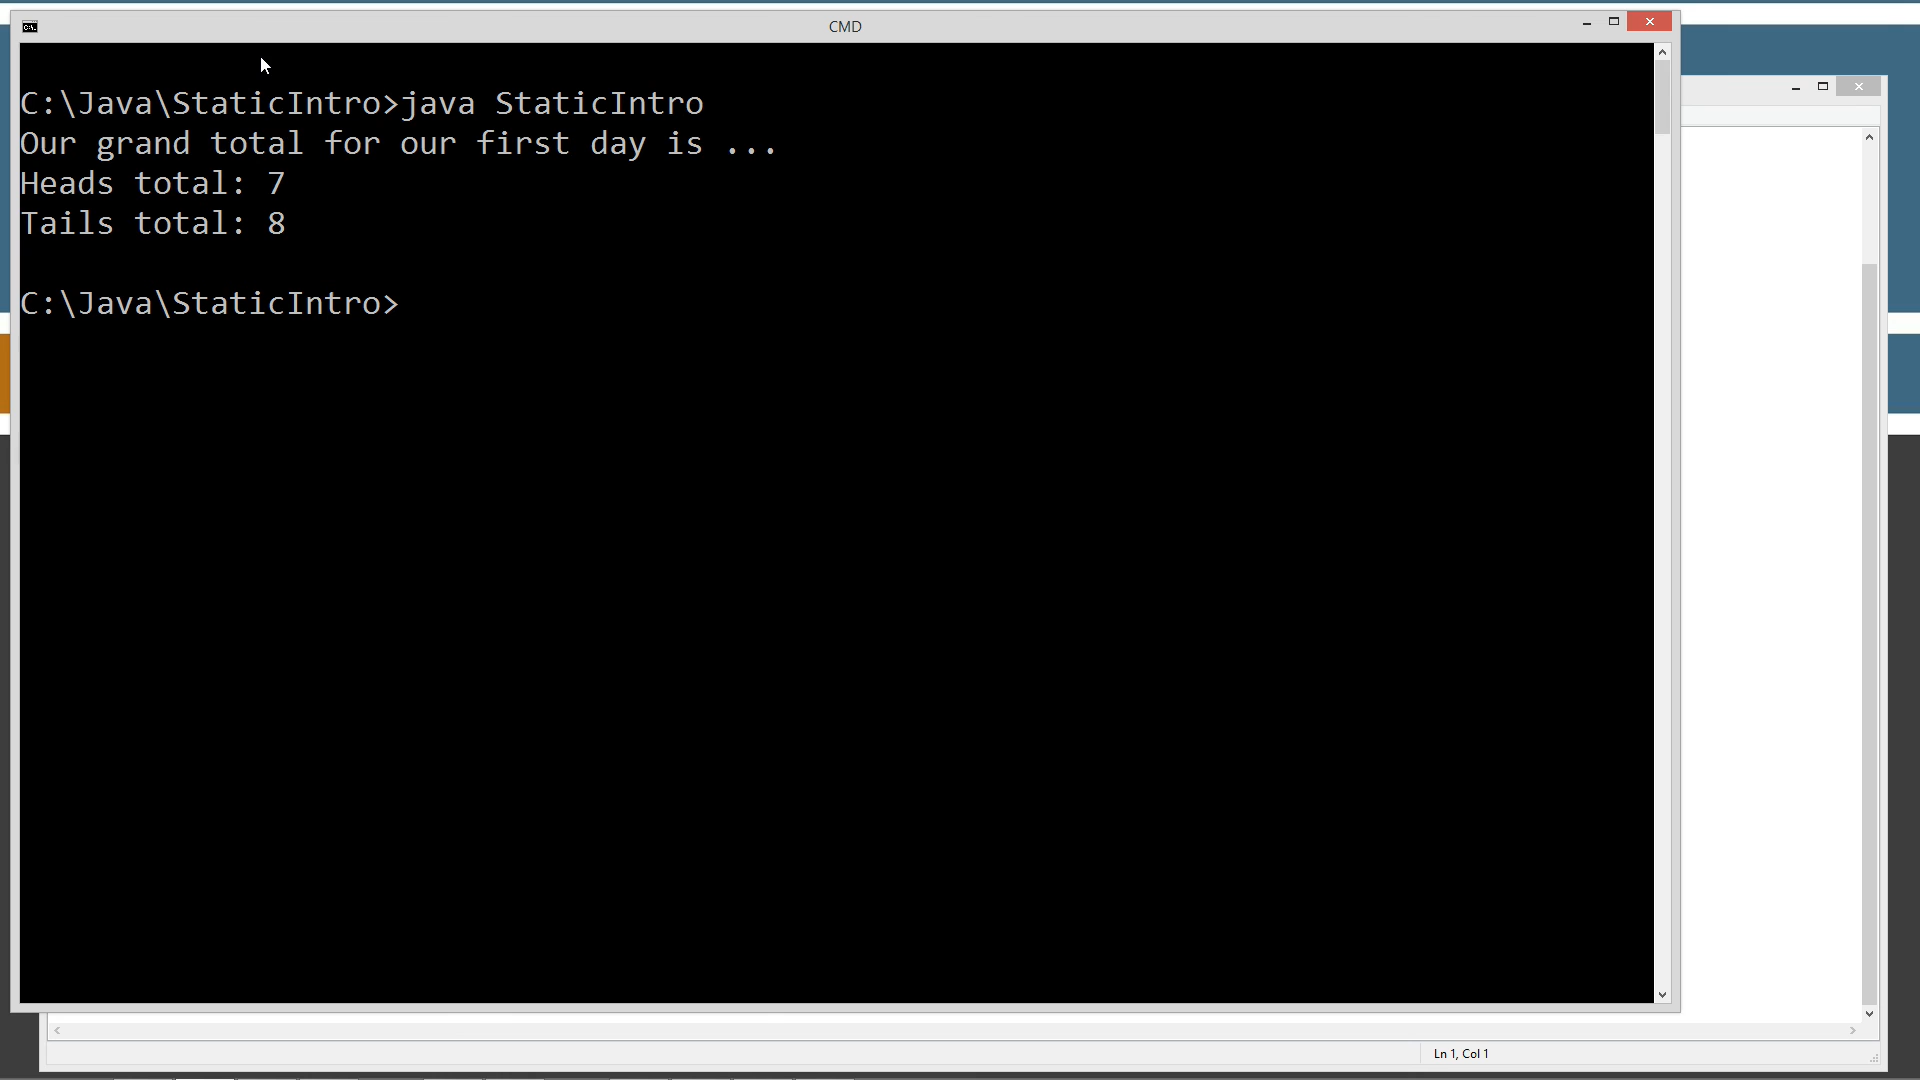 CMD
C:\Java\StaticIntro>java StaticIntro
Our grand total for our first day is ...
Heads total: 7
Tails total: 8
C:\Java\StaticIntro>
Ln 1, Col 1